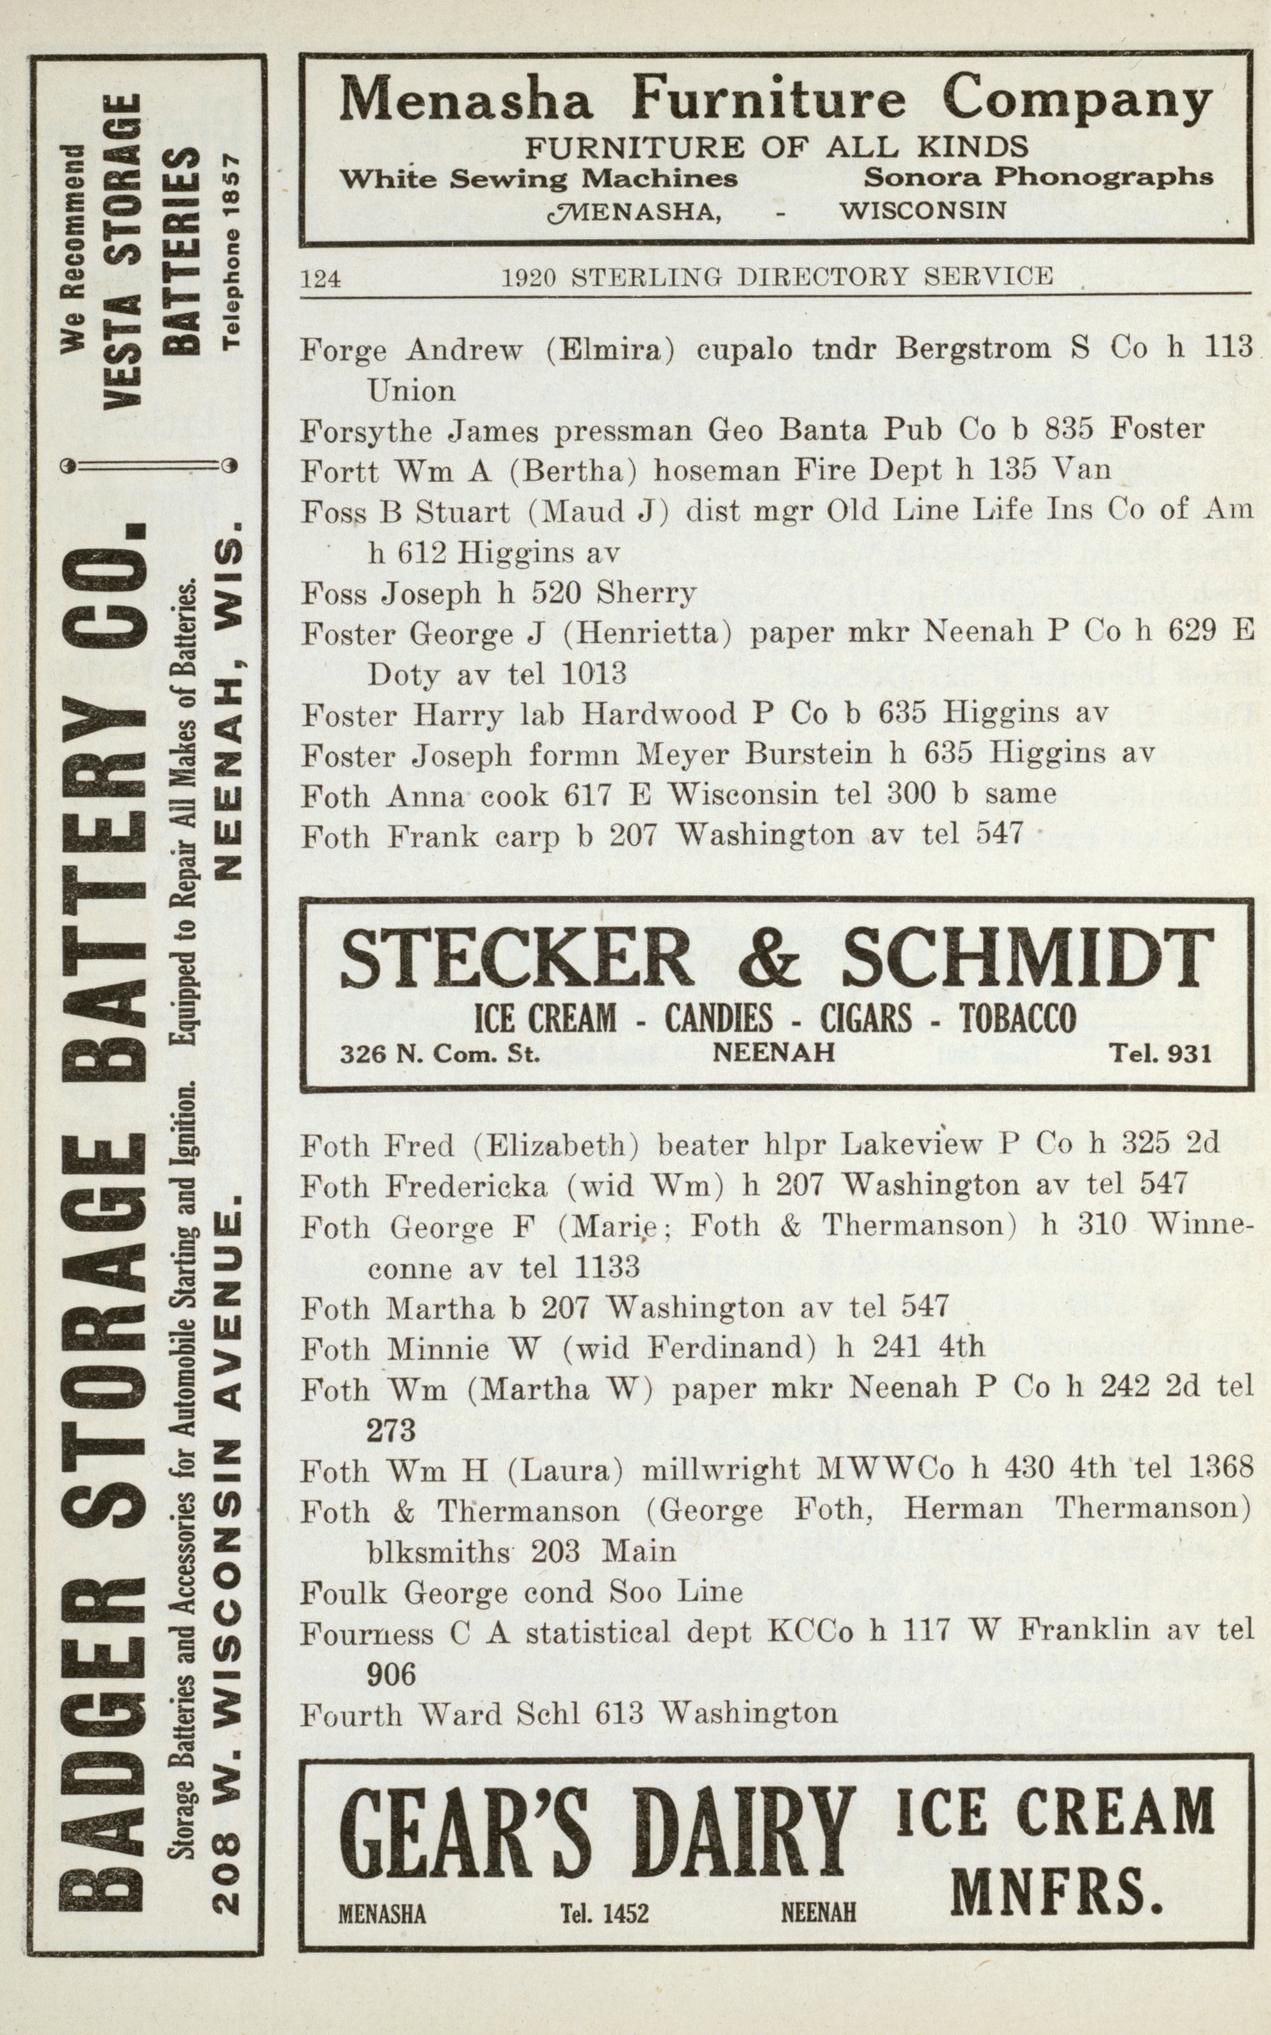 Menasha Furniture Company
FURNITURE OF ALL KINDS
White Sewing Machines Sonora Phonographs
MENASHA, - WISCONSIN
124 1920 STERLING DIRECTORY SERVICE
Forge Andrew (Elmira) cupalo tndr Bergstrom S Co h 113
Union
Forsythe James pressman Geo Banta Pub Co b 835 Foster
Fortt Wm A (Bertha) hoseman Fire Dept h 135 Van
Foss B Stuart (Maud J) dist mgr Old Line Life Ins Co of Am
h 612 Higgins av
Foss Joseph h 520 Sherry
Foster George J (Henrietta) paper mkr Neenah P Co h 629 E
Doty av tel 1013
Foster Harry lab Hardwood P Co b 635 Higgins av
Foster Joseph formn Meyer Burstein h 635 Higgins av
Foth Anna cook 617 E Wisconsin tel 300 b same
Foth Frank carp b 207 Washington av tel 547
STECKER & SCHMIDT
ICE CREAM - CANDIES - CIGARS - TOBACCO
326 N. Com. St. NEENAH Tel. 931
Foth Fred (Elizabeth) beater hlpr Lakeview P Co h 325 2d
Foth Fredericka (wid Wm) h 207 Washington av tel 547
Foth George F (Marie; Foth & Thermanson) h 310 Winne-
conne av tel 1133
Foth Martha b 207 Washington av tel 547
Foth Minnie W (wid Ferdinand) h 241 4th
Foth Wm (Martha W) paper mkr Neenah P Co h 242 2d tel
273
Foth Wm H (Laura) millwright MWWCo h 430 4th tel 1368
Foth & Thermanson (George Foth, Herman Thermanson)
blksmiths 203 Main
Foulk George cond Soo Line
Fourness C A statistical dept KCCo h 117 W Franklin av tel
906
Fourth Ward Schl 613 Washington
GEAR'S DAIRY ICE CREAM
MNFRS.
MENASHA Tel. 1452 NEENAH
BADGER STORAGE BATTERY CO.
Storage Batteries and Accessories for Automobile Starting and Ignition. Equipped to Repair All Makes of Batteries.
208 W. WISCONSIN AVENUE. NEENAH, WIS.
We Recommend
VESTA STORAGE
BATTERIES
Telephone 1857